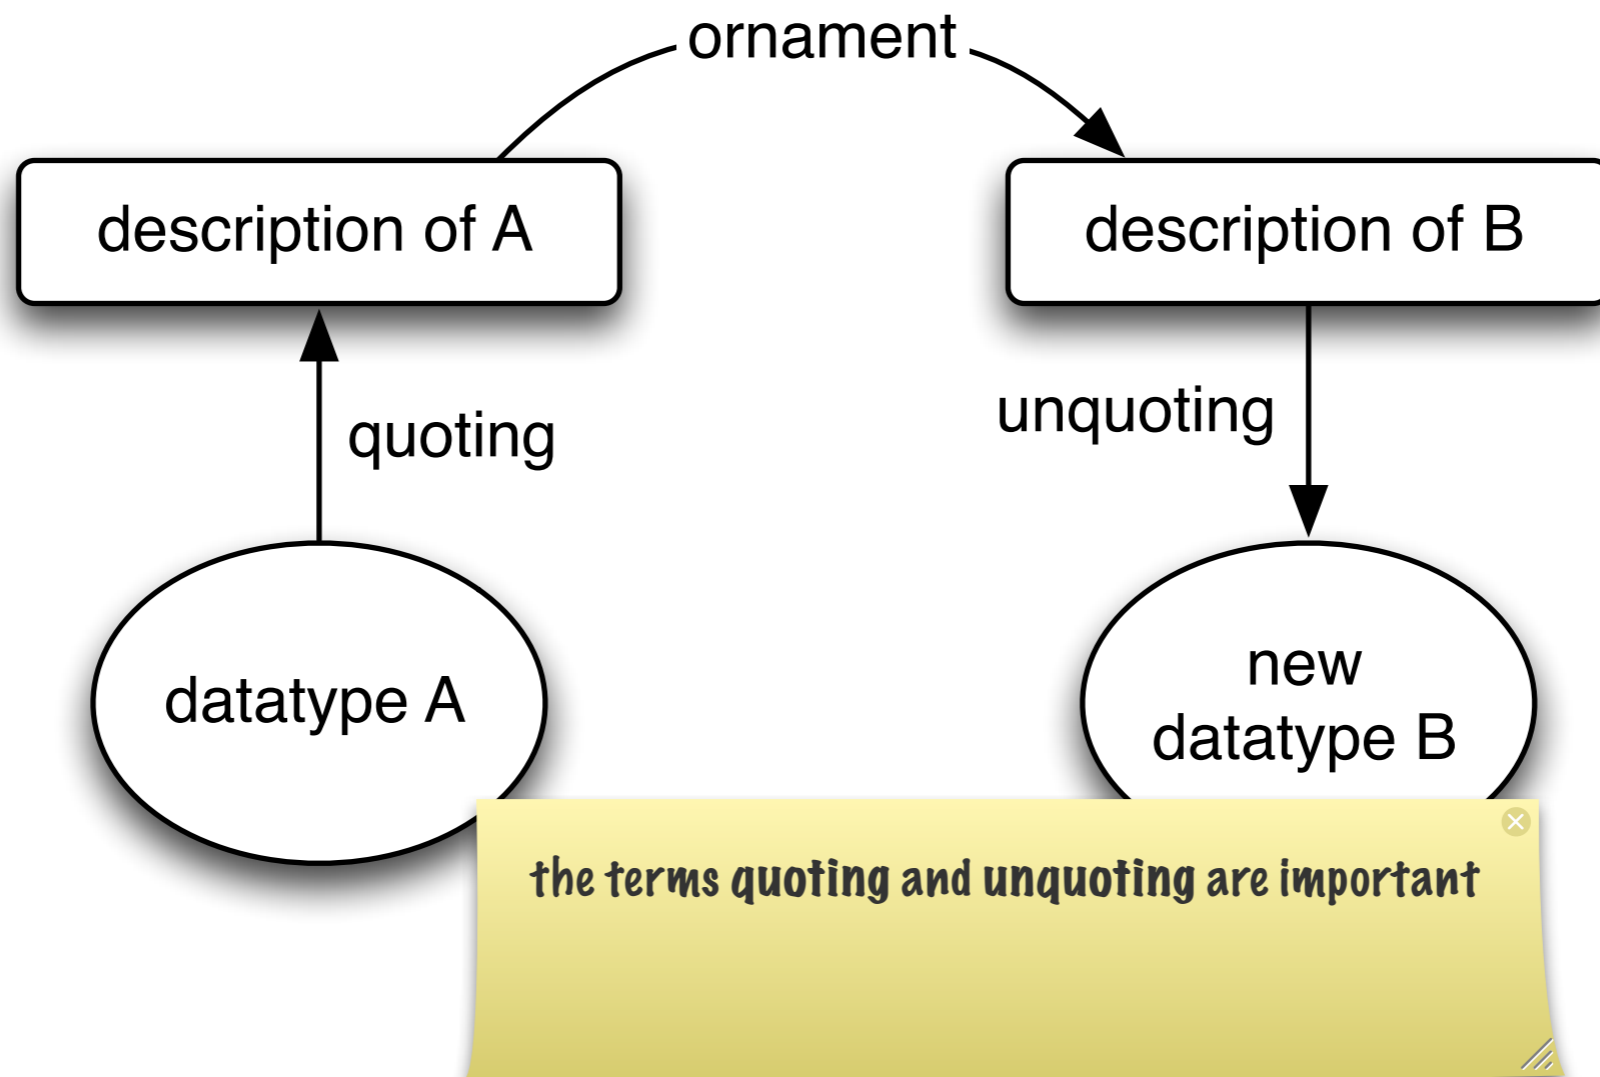 ornament
description of A
description of B
quoting
unquoting
datatype A
new
datatype B
the terms quoting and unquoting are important